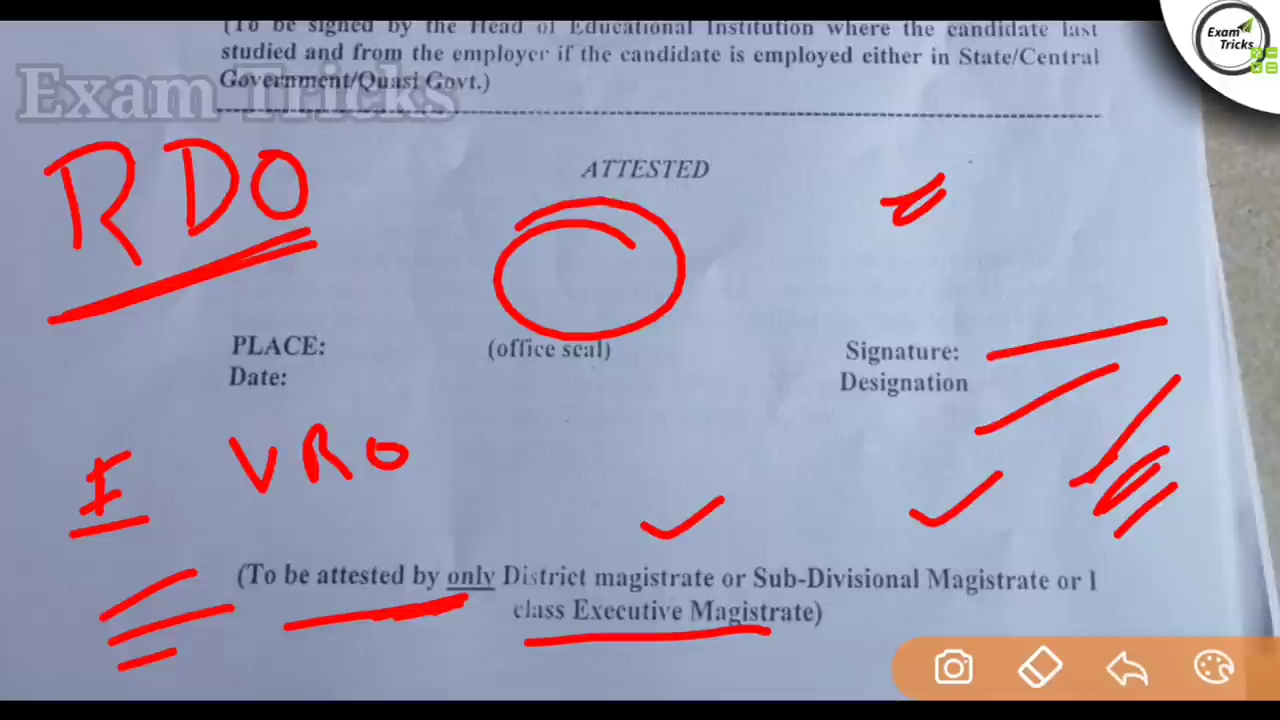 (To be signed by the Head of Educational Institution where the candidate last
studied and from the employer if the candidate is employed either in State/Central
Government/Quasi Govt.)
Exam Tricks
Exam
Tricks
RDO
ATTESTED
PLACE:
(office seal)
Signature:
Date:
Designation
I
VRO
(To be attested by only District magistrate or Sub-Divisional Magistrate or I
class Executive Magistrate)